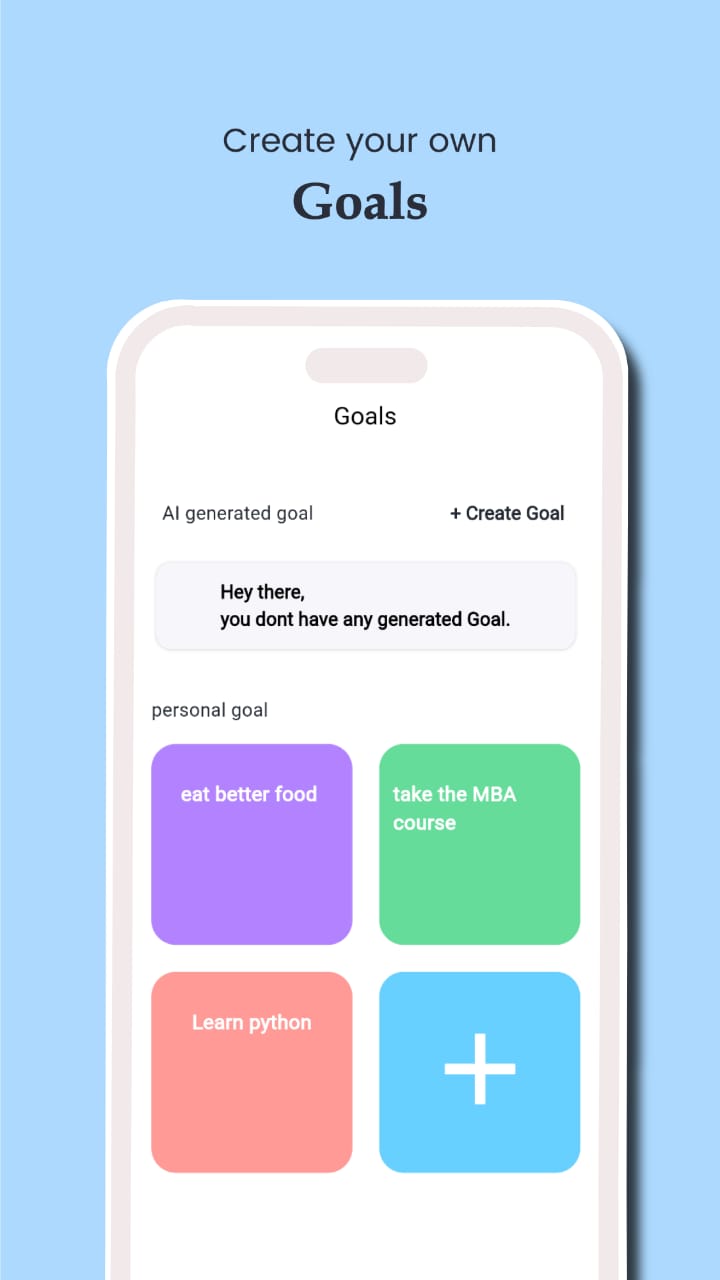 Create your own
Goals
Goals
AI generated goal
+ Create Goal
Hey there,
you dont have any generated Goal.
personal goal
eat better food
take the MBA
course
Learn python